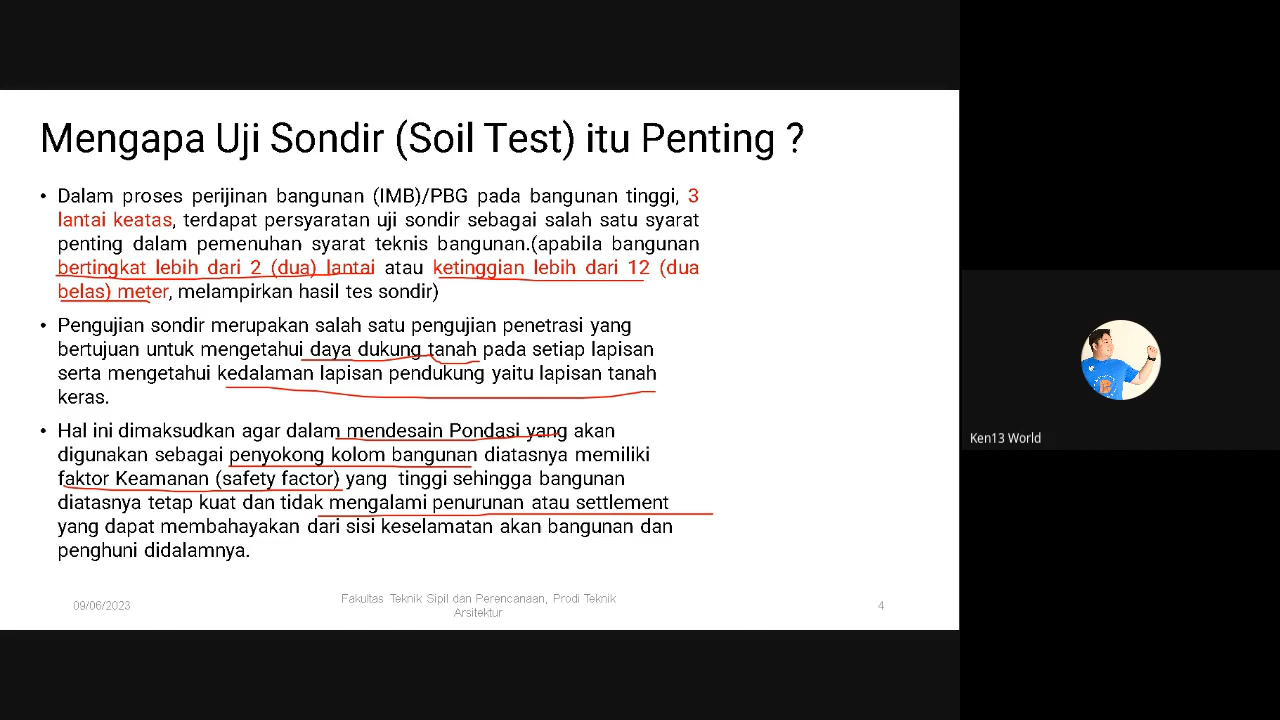 Mengapa Uji Sondir (Soil Test) itu Penting ?
• Dalam proses perijinan bangunan (IMB)/PBG pada bangunan tinggi, 3
lantai keatas, terdapat persyaratan uji sondir sebagai salah satu syarat
penting dalam pemenuhan syarat teknis bangunan.(apabila bangunan
bertingkat lebih dari 2 (dua) lantai atau ketinggian lebih dari 12 (dua
belas) meter, melampirkan hasil tes sondir)
• Pengujian sondir merupakan salah satu pengujian penetrasi yang
bertujuan untuk mengetahui daya dukung tanah pada setiap lapisan
serta mengetahui kedalaman lapisan pendukung yaitu lapisan tanah
keras.
• Hal ini dimaksudkan agar dalam mendesain Pondasi yang akan
digunakan sebagai penyokong kolom bangunan diatasnya memiliki
faktor Keamanan (safety factor) yang tinggi sehingga bangunan
diatasnya tetap kuat dan tidak mengalami penurunan atau settlement
yang dapat membahayakan dari sisi keselamatan akan bangunan dan
penghuni didalamnya.
09/06/2023
Fakultas Teknik Sipil dan Perencanaan, Prodi Teknik
Arsitektur
4
Ken13 World